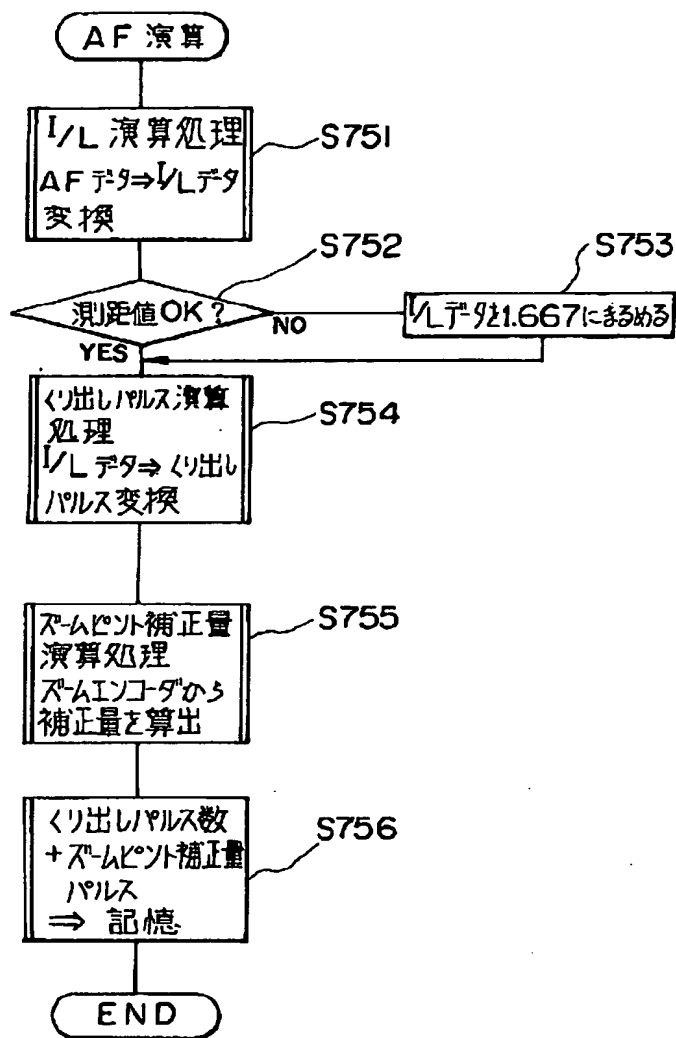 AF 演算
I/L 演算処理
AFデータ⇒I/Lデータ
変換
S751
S752
測距値OK?
NO
YES
S753
I/Lデータを1.667にまるめる
くり出しパルス演算
処理
I/Lデータ⇒くり出し
パルス変換
S754
ズームピント補正量
演算処理
ズームエンコーダから
補正量を算出
S755
くり出しパルス数
+ズームピント補正量
パルス
⇒ 記憶
S756
END